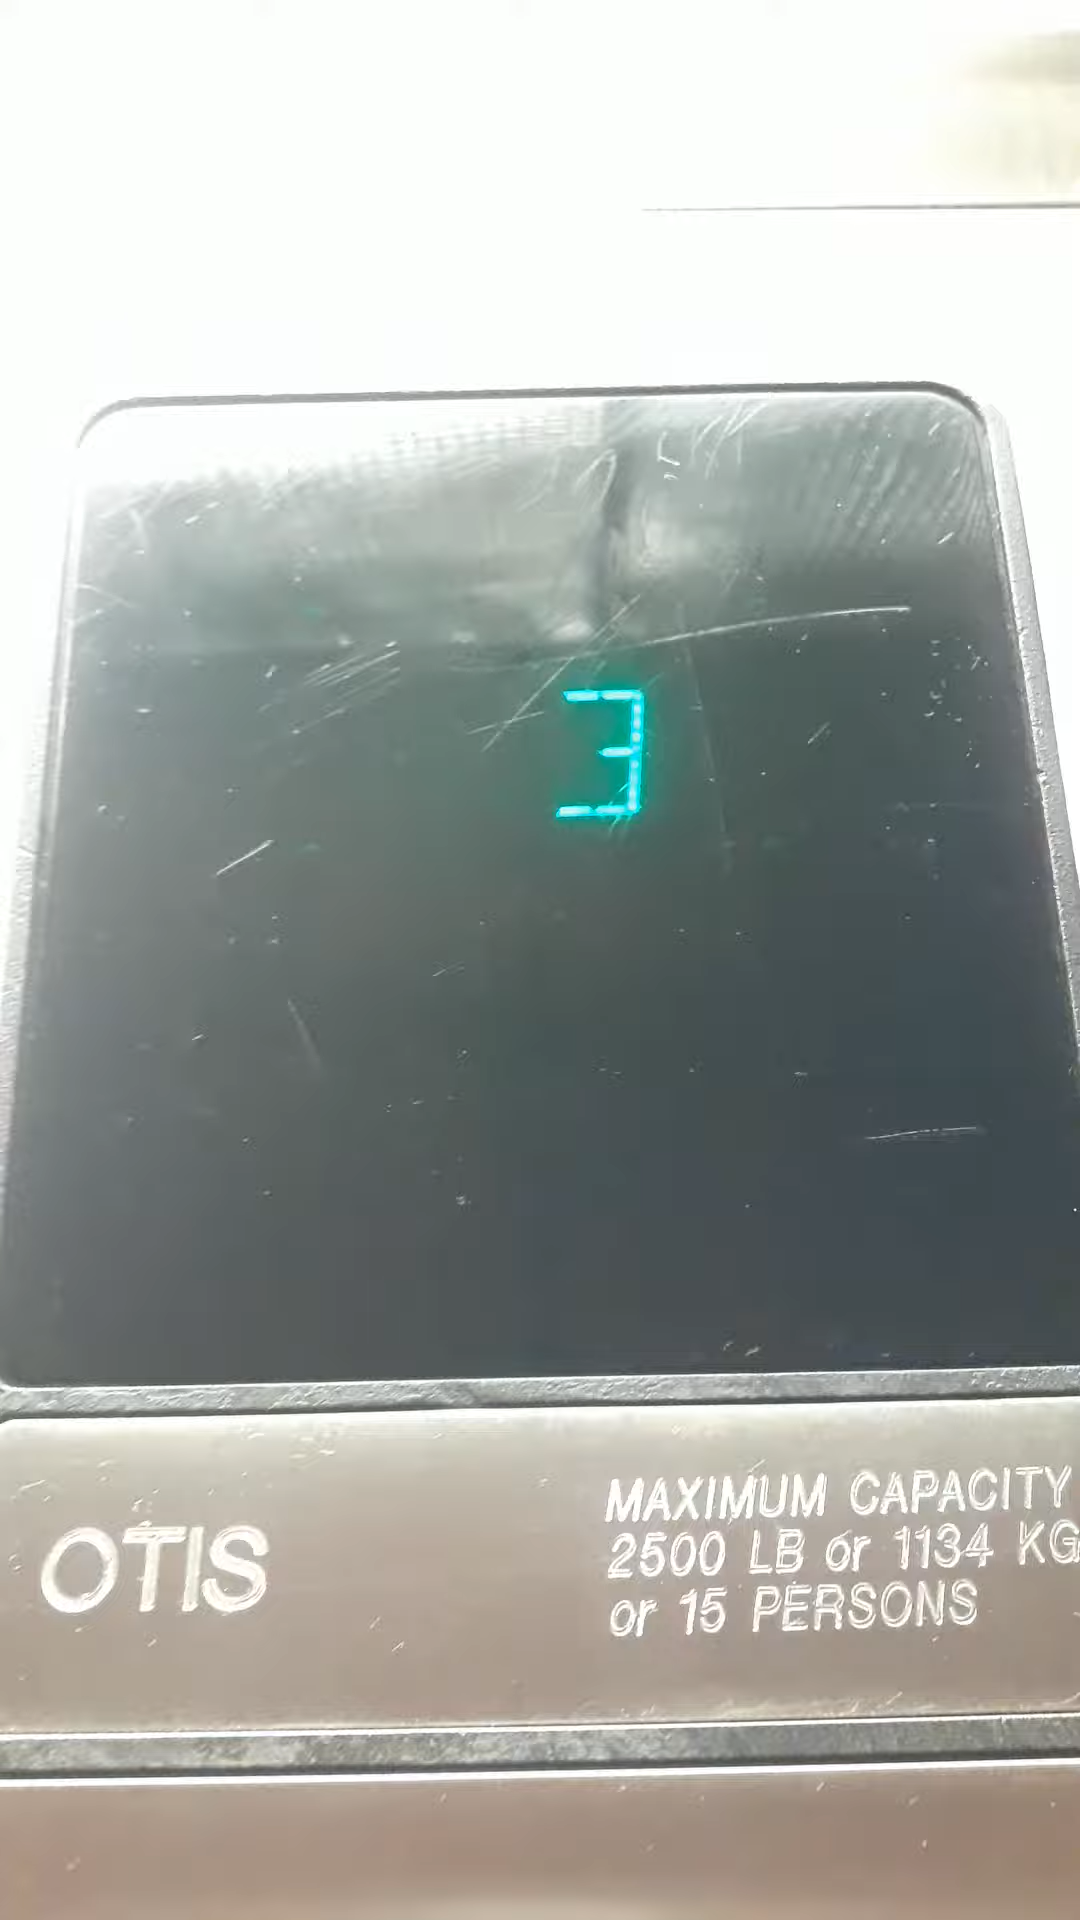 3
OTIS
MAXIMUM CAPACITY
2500 LB or 1134 KG
or 15 PERSONS